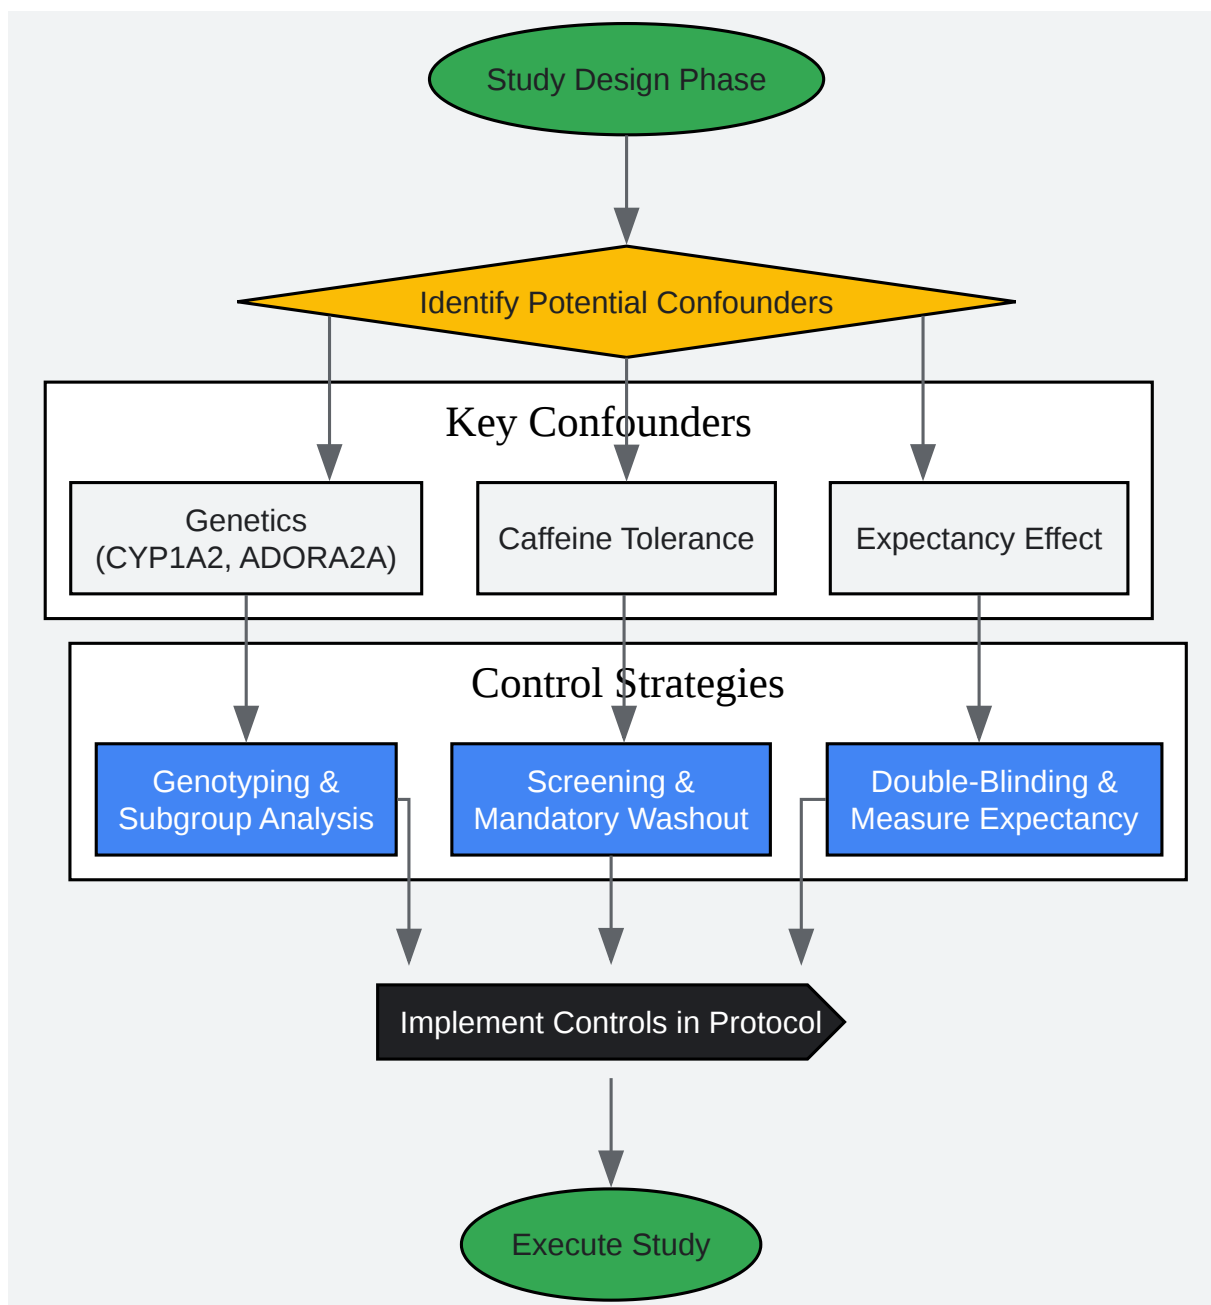 Study Design Phase
Identify Potential Confounders
Key Confounders
Genetics
(CYP1A2, ADORA2A)
Caffeine Tolerance
Expectancy Effect
Control Strategies
Genotyping &
Subgroup Analysis
Screening &
Mandatory Washout
Double-Blinding &
Measure Expectancy
Implement Controls in Protocol
Execute Study